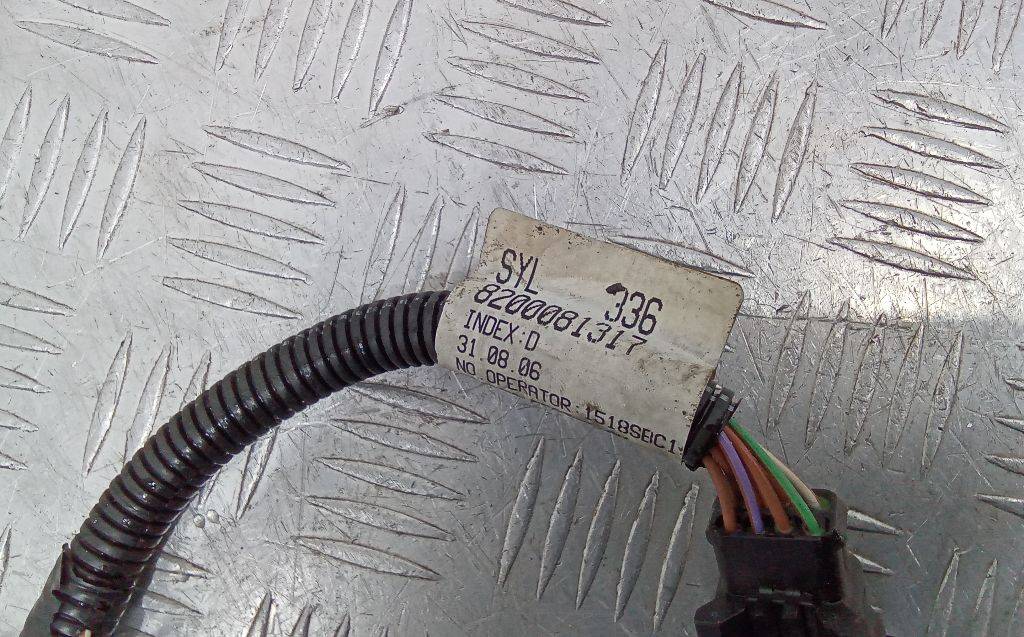 SYL 336
8200081317
INDEX:D
31.08.06
NO OPERATOR:1518SBC1